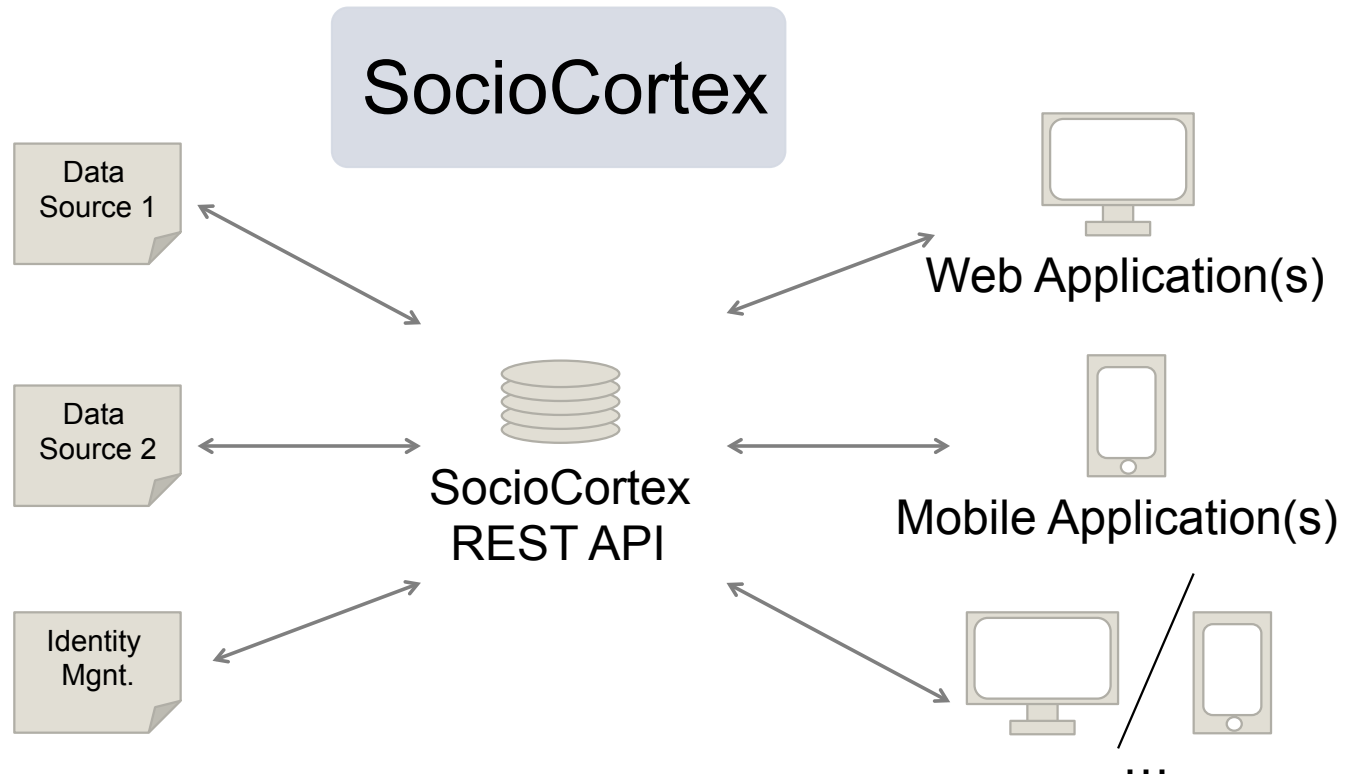 SocioCortex
Data
Source 1
Web Application(s)
Data
Source 2
SocioCortex
REST API
Mobile Application(s)
Identity
Mgnt.
...